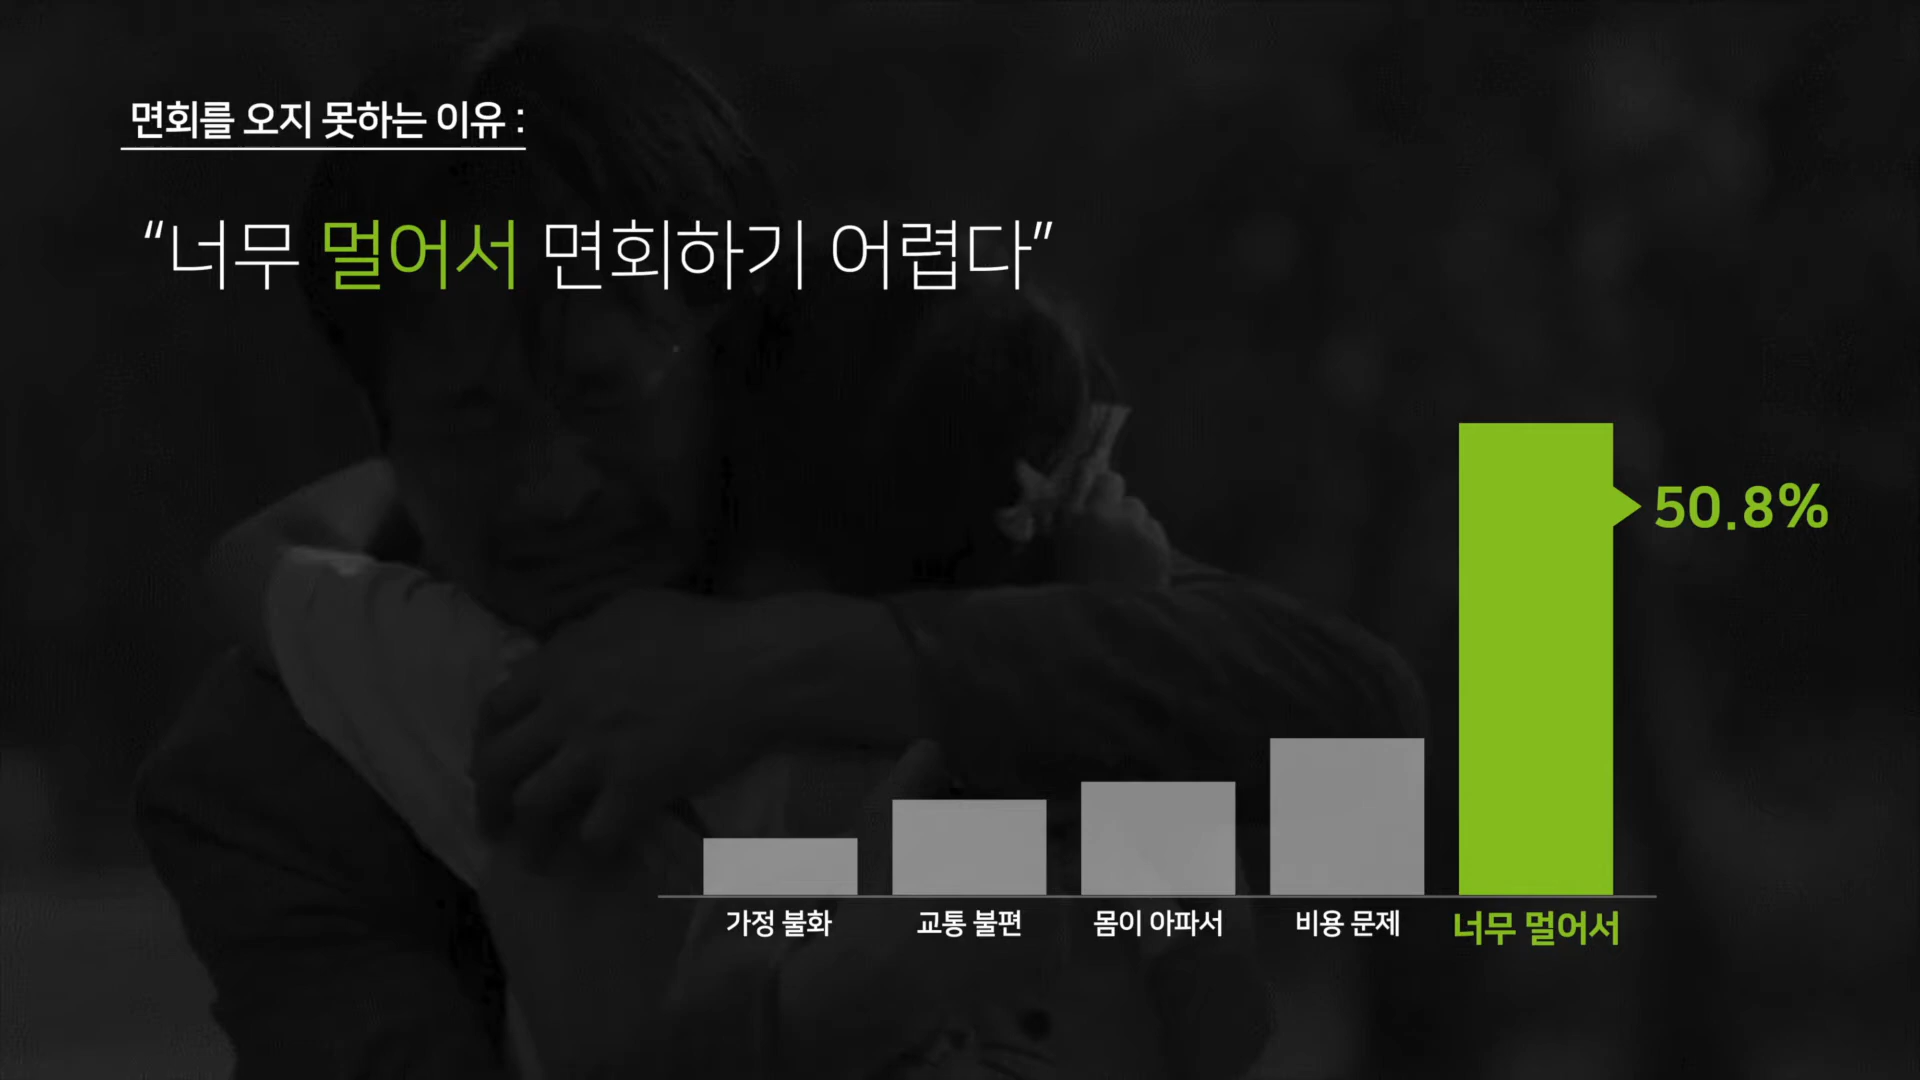 면회를 오지 못하는 이유 :
“너무 멀어서 면회하기 어렵다”
50.8%
가정 불화
교통 불편
몸이 아파서
비용 문제
너무 멀어서